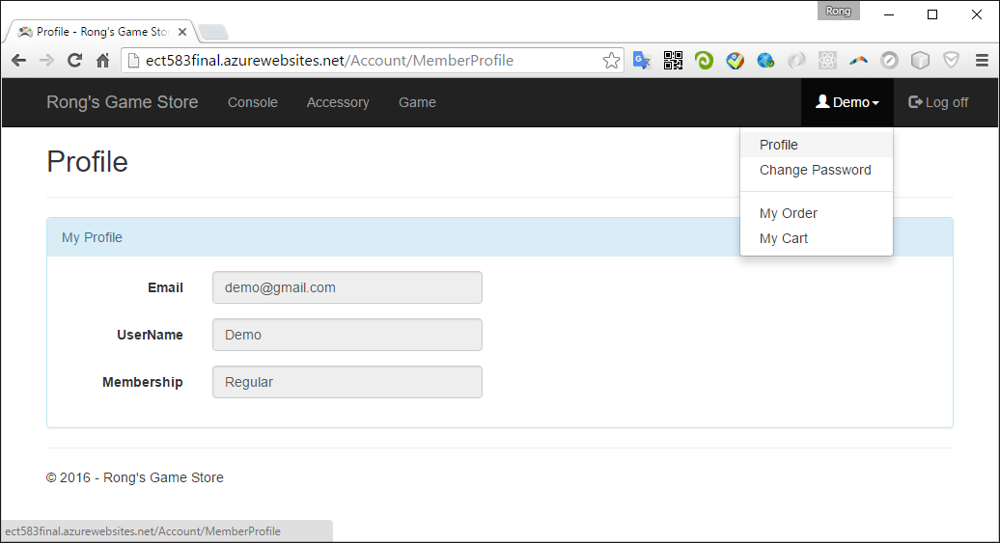 Rong
Profile - Rong's Game Sto
ect583final.azurewebsites.net/Account/MemberProfile
Rong's Game Store Console Accessory Game Demo Log off
Profile
Profile
Change Password
My Order
My Cart
My Profile
Email demo@gmail.com
UserName Demo
Membership Regular
© 2016 - Rong's Game Store
ect583final.azurewebsites.net/Account/MemberProfile